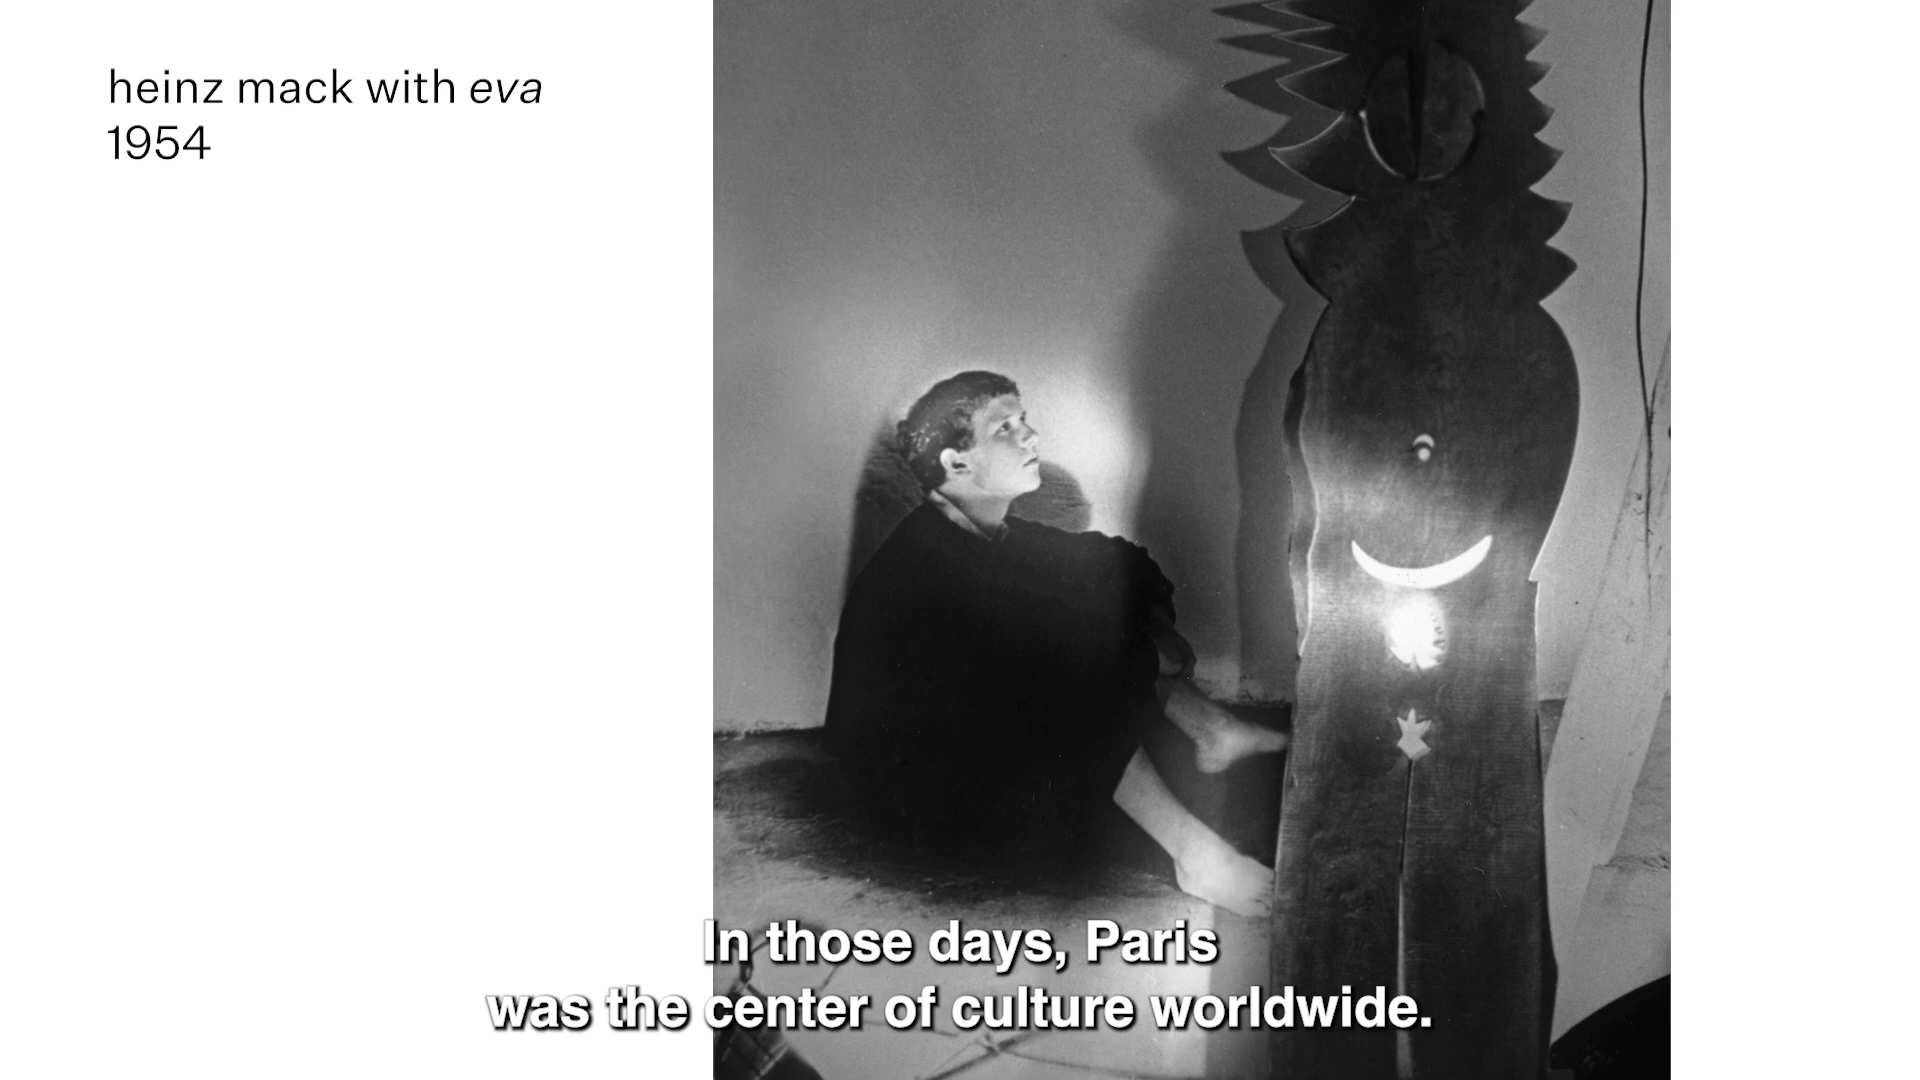 heinz mack with eva
1954
In those days, Paris
was the center of culture worldwide.